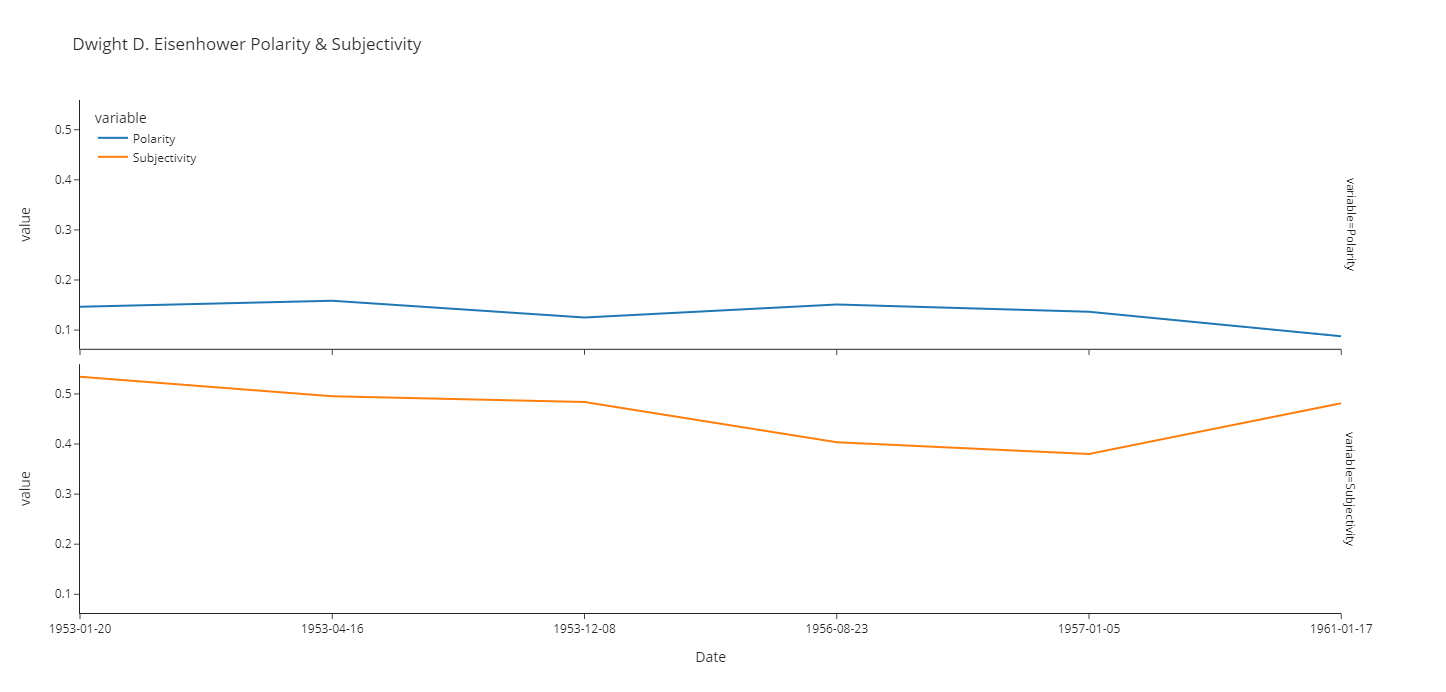 Dwight D. Eisenhower Polarity & Subjectivity
variable
Polarity
Subjectivity
0.5
0.4
0.3
0.2
0.1
value
variable=Polarity
0.5
0.4
0.3
0.2
0.1
value
variable=Subjectivity
1953-01-20 1953-04-16 1953-12-08 1956-08-23 1957-01-05 1961-01-17
Date